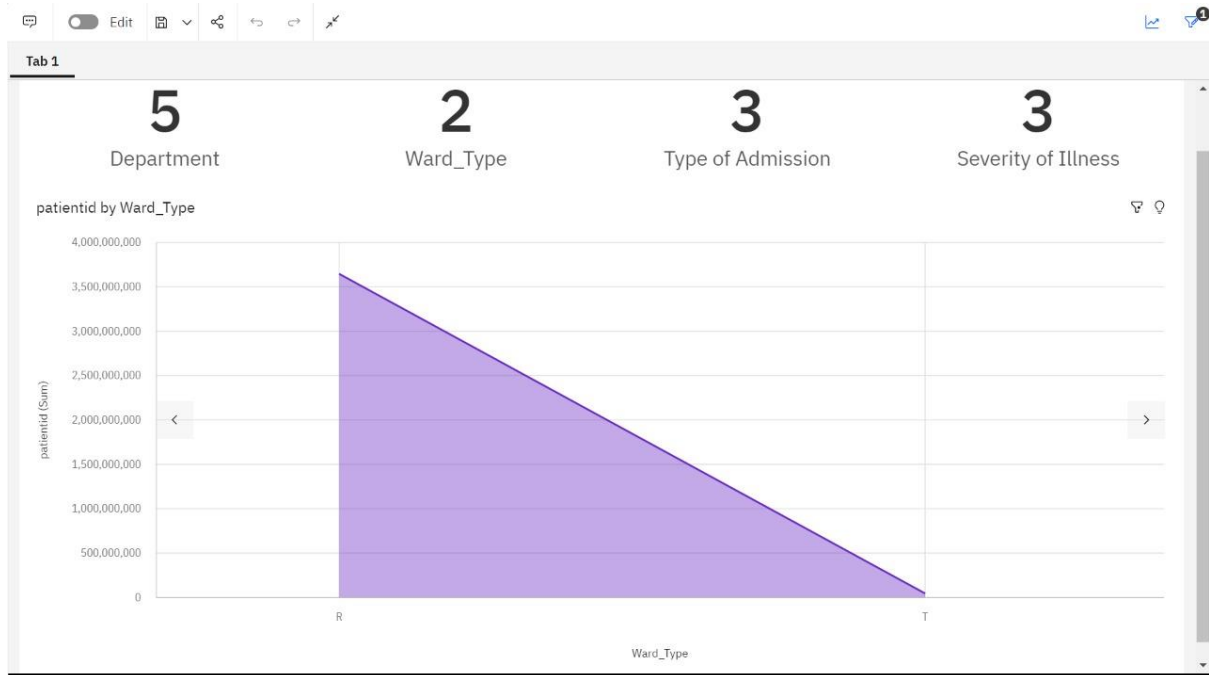 Edit
1
Tab 1
5 2 3 3
Department Ward_Type Type of Admission Severity of Illness
patientid by Ward_Type
4,000,000,000
3,500,000,000
3,000,000,000
2,500,000,000
2,000,000,000
1,500,000,000
1,000,000,000
500,000,000
0
patientid (Sum)
R T
Ward_Type